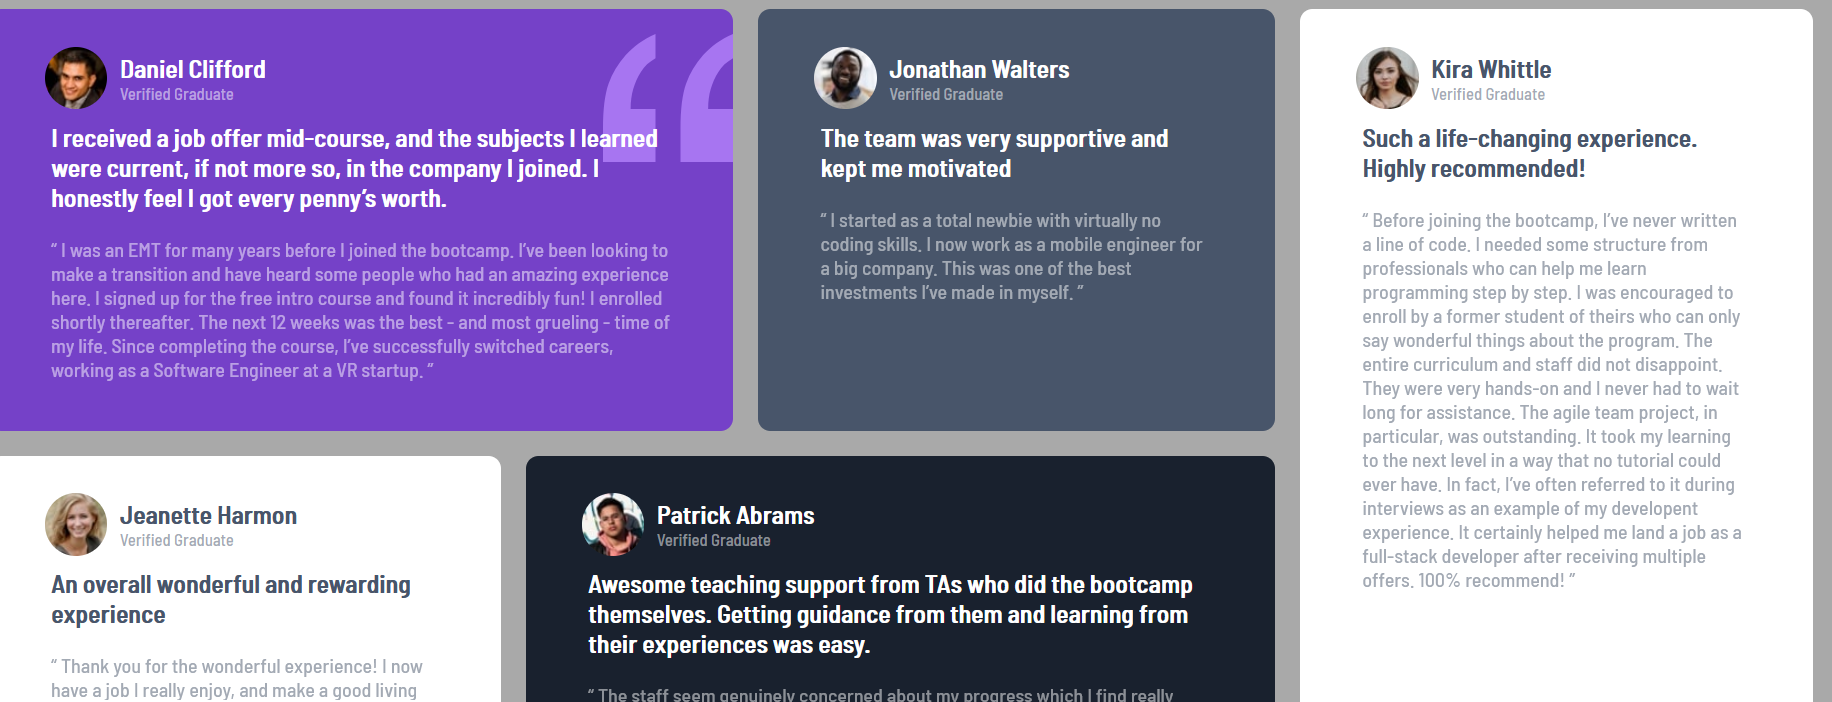 Daniel Clifford
Verified Graduate
I received a job offer mid-course, and the subjects I learned
were current, if not more so, in the company I joined. I
honestly feel I got every penny’s worth.
“ I was an EMT for many years before I joined the bootcamp. I’ve been looking to
make a transition and have heard some people who had an amazing experience
here. I signed up for the free intro course and found it incredibly fun! I enrolled
shortly thereafter. The next 12 weeks was the best - and most grueling - time of
my life. Since completing the course, I’ve successfully switched careers,
working as a Software Engineer at a VR startup. ”
Jonathan Walters
Verified Graduate
The team was very supportive and
kept me motivated
“ I started as a total newbie with virtually no
coding skills. I now work as a mobile engineer for
a big company. This was one of the best
investments I’ve made in myself. ”
Kira Whittle
Verified Graduate
Such a life-changing experience.
Highly recommended!
“ Before joining the bootcamp, I’ve never written
a line of code. I needed some structure from
professionals who can help me learn
programming step by step. I was encouraged to
enroll by a former student of theirs who can only
say wonderful things about the program. The
entire curriculum and staff did not disappoint.
They were very hands-on and I never had to wait
long for assistance. The agile team project, in
particular, was outstanding. It took my learning
to the next level in a way that no tutorial could
ever have. In fact, I’ve often referred to it during
interviews as an example of my developent
experience. It certainly helped me land a job as a
full-stack developer after receiving multiple
offers. 100% recommend! ”
Jeanette Harmon
Verified Graduate
An overall wonderful and rewarding
experience
“ Thank you for the wonderful experience! I now
have a job I really enjoy, and make a good living
Patrick Abrams
Verified Graduate
Awesome teaching support from TAs who did the bootcamp
themselves. Getting guidance from them and learning from
their experiences was easy.
“ The staff seem genuinely concerned about my progress which I find really